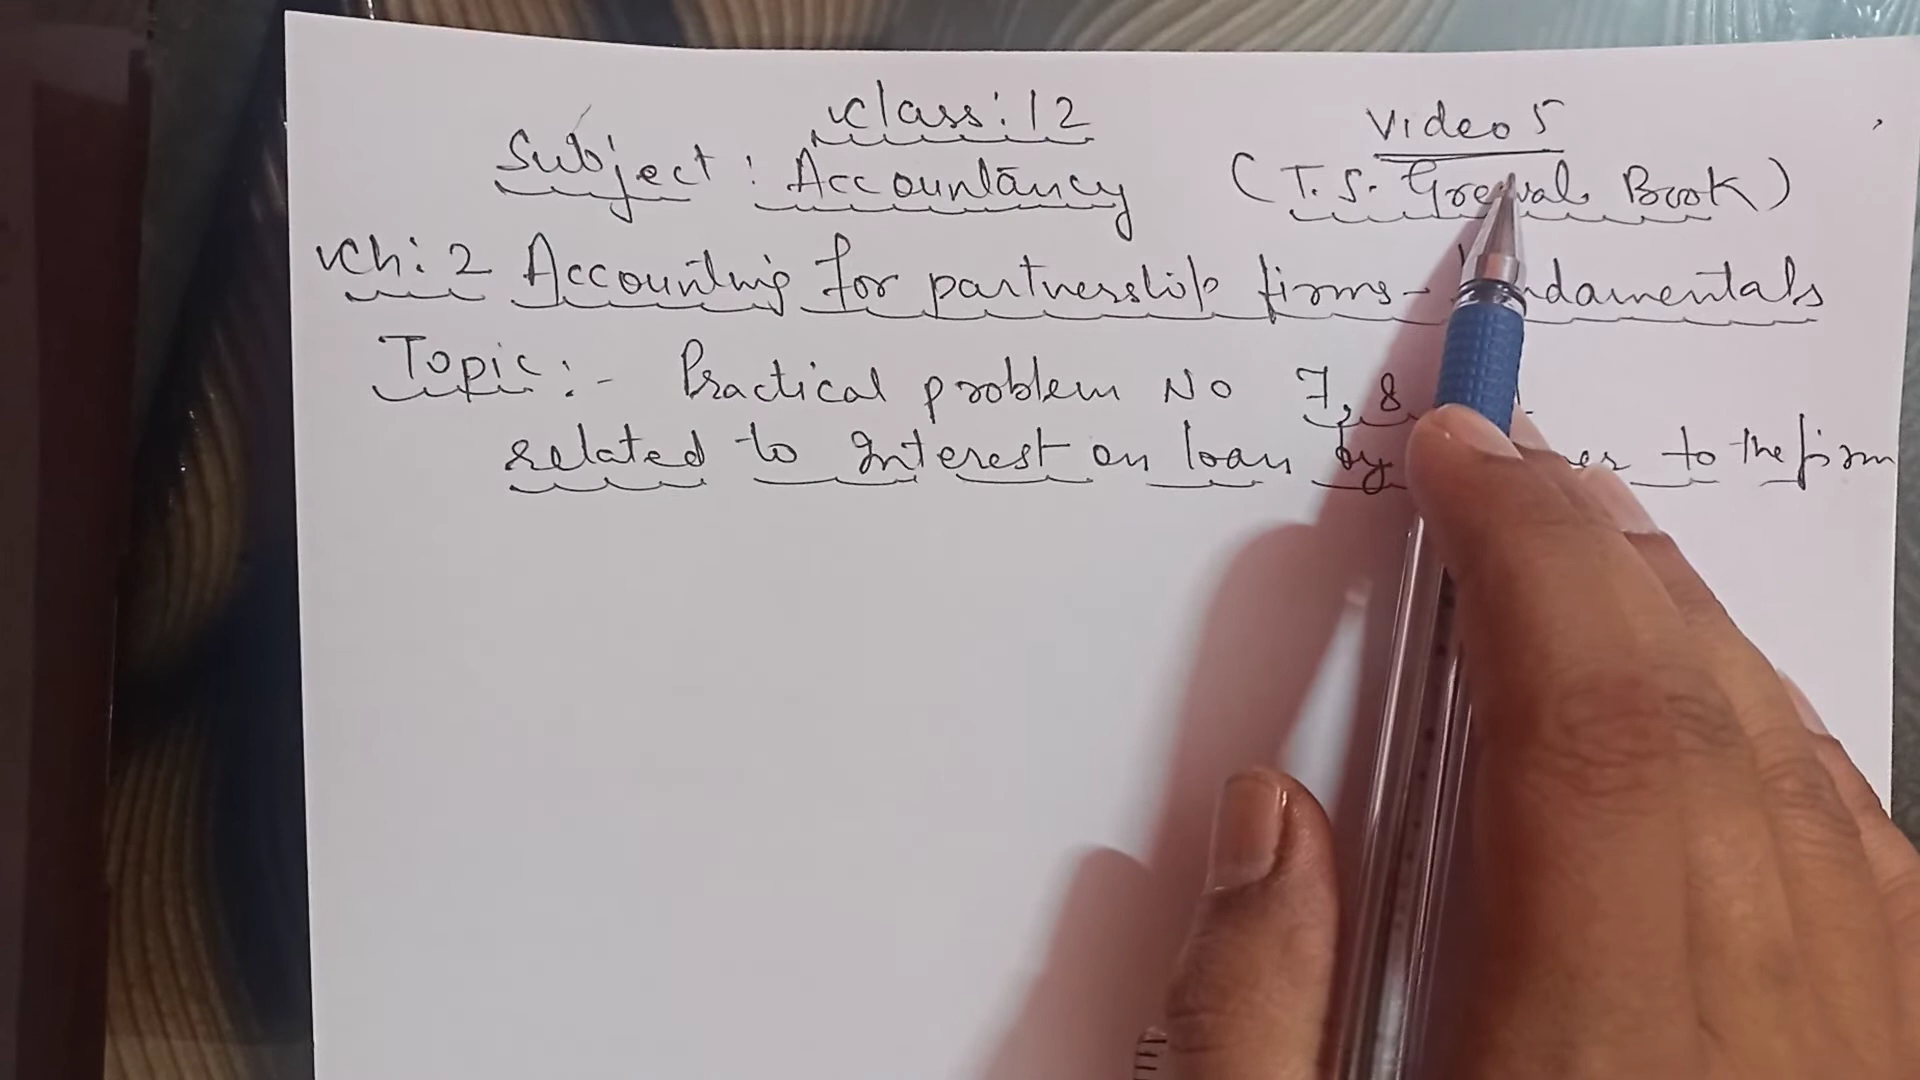 Class: 12
Video 5
Subject: Accountancy
(T.S. Grewal Book)
Ch: 2 Accounting for partnership firms -
Topic:- Practical problem No 7, 8
related to Interest on loan by to the firm